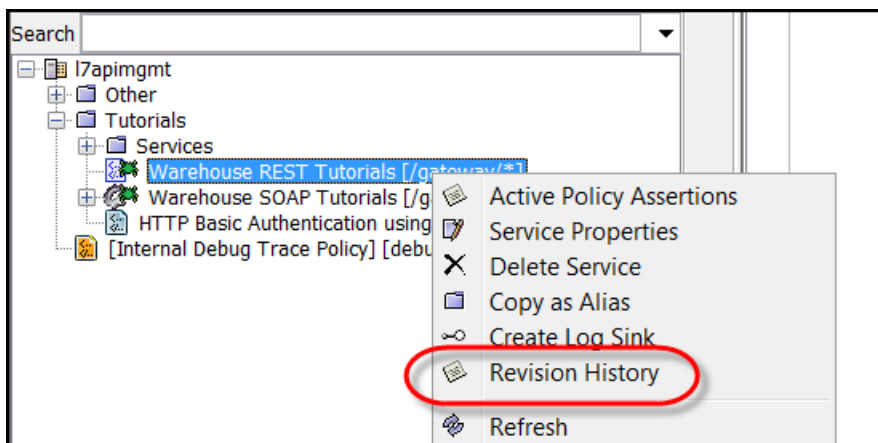 Search
l7apimgmt
Other
Tutorials
Services
Warehouse REST Tutorials [/gateway/*]
Warehouse SOAP Tutorials [/g
HTTP Basic Authentication using
[Internal Debug Trace Policy] [debu
Active Policy Assertions
Service Properties
Delete Service
Copy as Alias
Create Log Sink
Revision History
Refresh